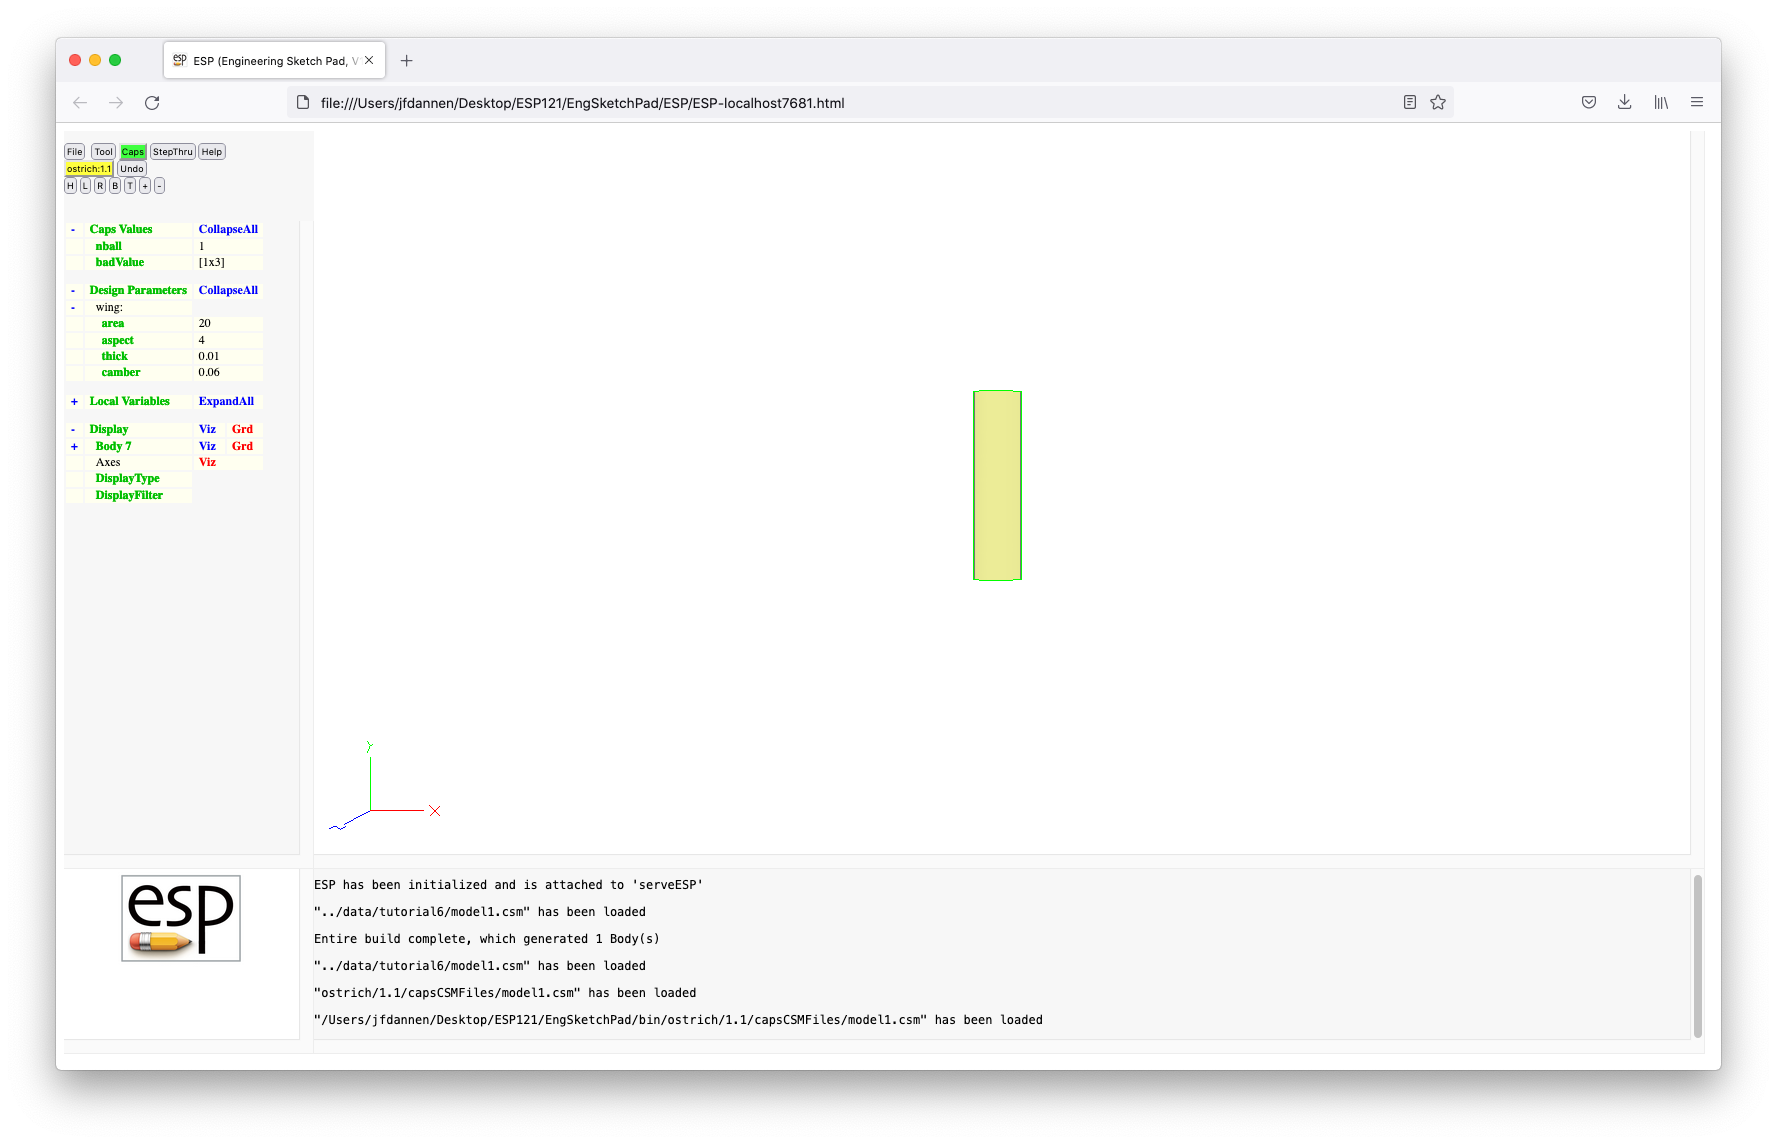 esp ESP (Engineering Sketch Pad, V
file:///Users/jfdannen/Desktop/ESP121/EngSketchPad/ESP/ESP-localhost7681.html
File Tool Caps StepThru Help
ostrich:1.1 Undo
H L R B T + -
- Caps Values CollapseAll
nball 1
badValue [1x3]
- Design Parameters CollapseAll
- wing:
area 20
aspect 4
thick 0.01
camber 0.06
+ Local Variables ExpandAll
- Display Viz Grd
+ Body 7 Viz Grd
Axes Viz
DisplayType
DisplayFilter
Y
X
esp
ESP has been initialized and is attached to 'serveESP'
"../data/tutorial6/model1.csm" has been loaded
Entire build complete, which generated 1 Body(s)
"../data/tutorial6/model1.csm" has been loaded
"ostrich/1.1/capsCSMFiles/model1.csm" has been loaded
"/Users/jfdannen/Desktop/ESP121/EngSketchPad/bin/ostrich/1.1/capsCSMFiles/model1.csm" has been loaded